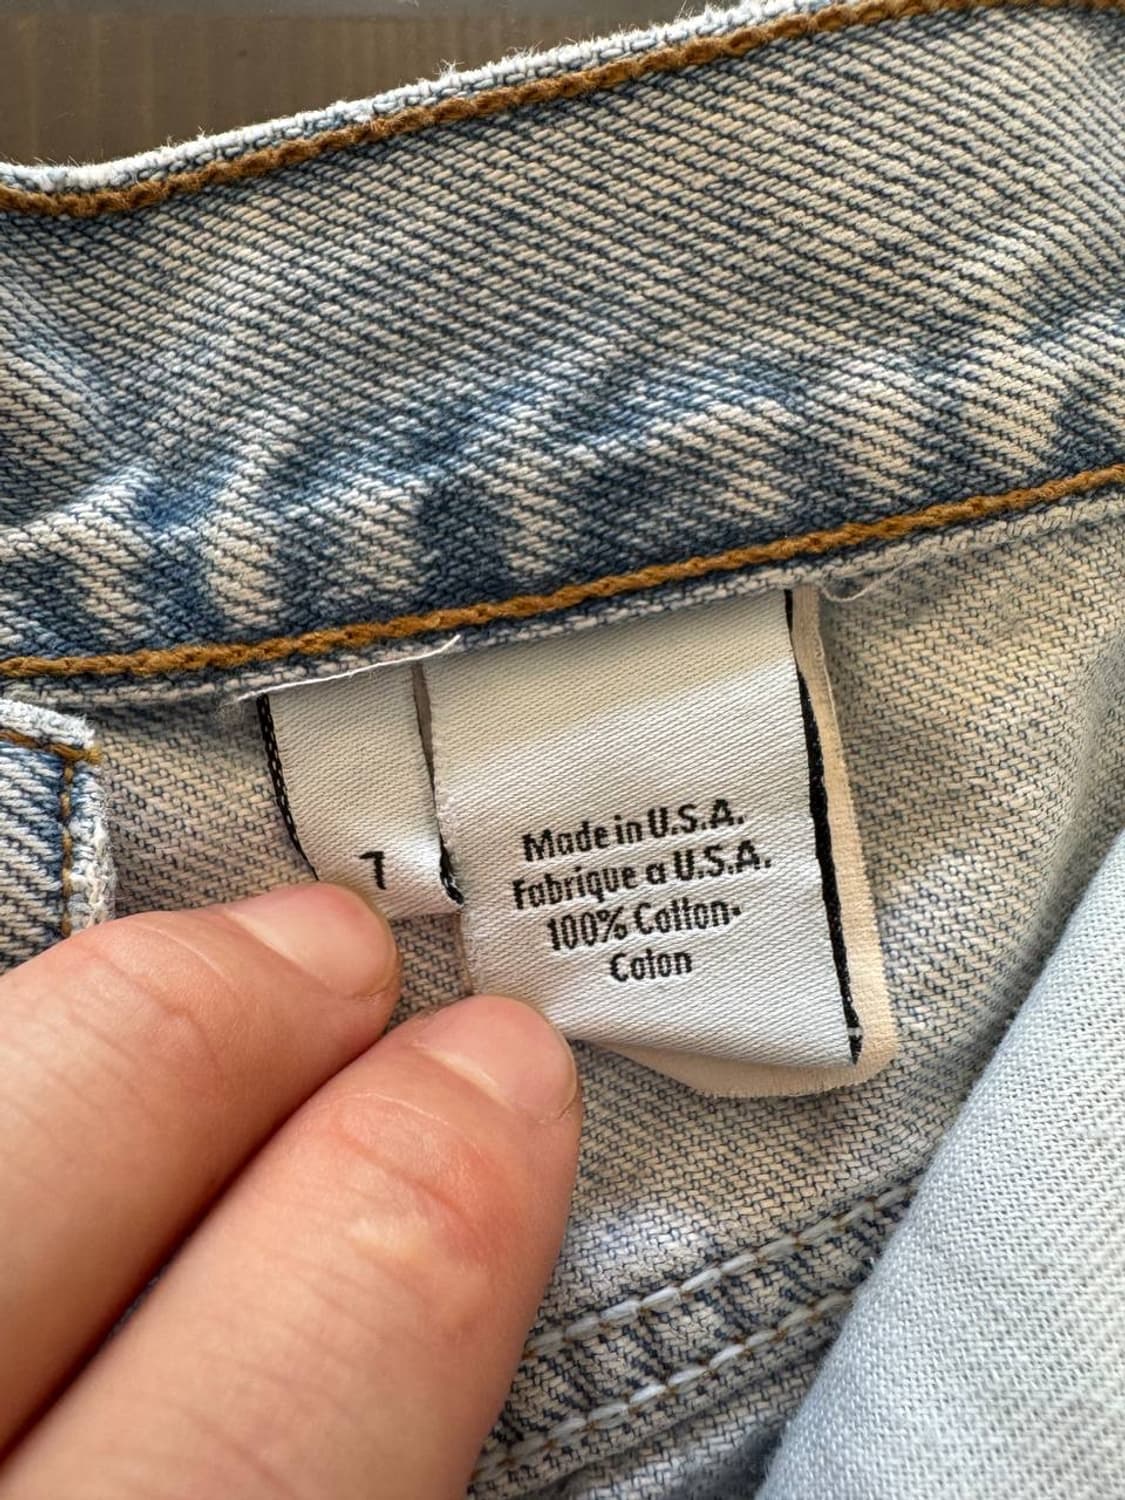 7
Made in U.S.A.
Fabrique a U.S.A.
100% Cotton•
Coton